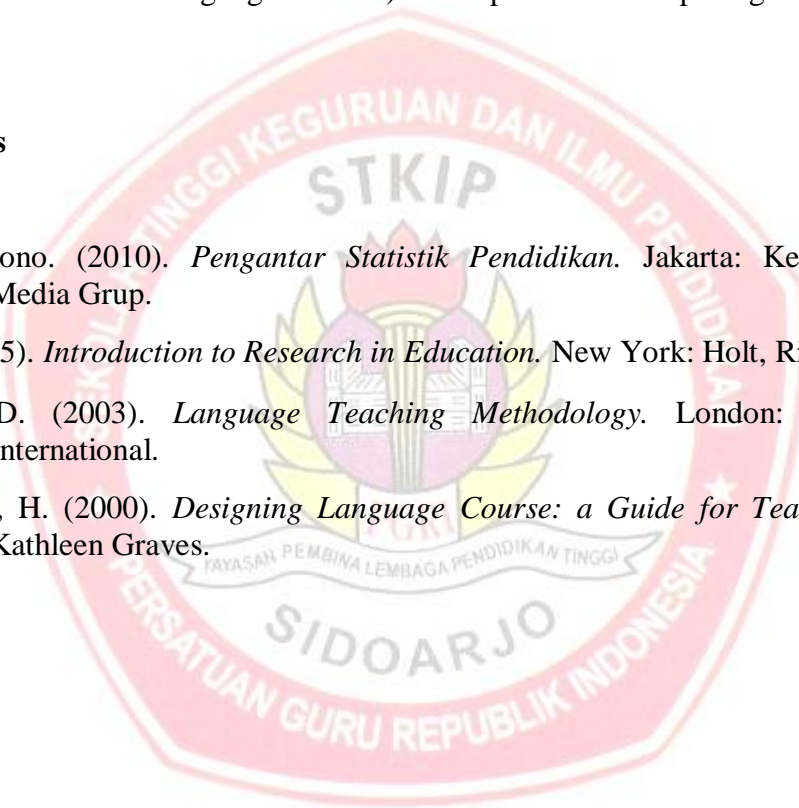 s
ono. (2010). Pengantar Statistik Pendidikan. Jakarta: Ke
Media Grup.
5). Introduction to Research in Education. New York: Holt, Ri
D. (2003). Language Teaching Methodology. London:
nternational.
, H. (2000). Designing Language Course: a Guide for Tea
Kathleen Graves.
SEKOLAH TINGGI KEGURUAN DAN ILMU PENDIDIKAN
STKIP
PGRI
YAYASAN PEMBINA LEMBAGA PENDIDIKAN TINGGI
SIDOARJO
PERSATUAN GURU REPUBLIK INDONESIA